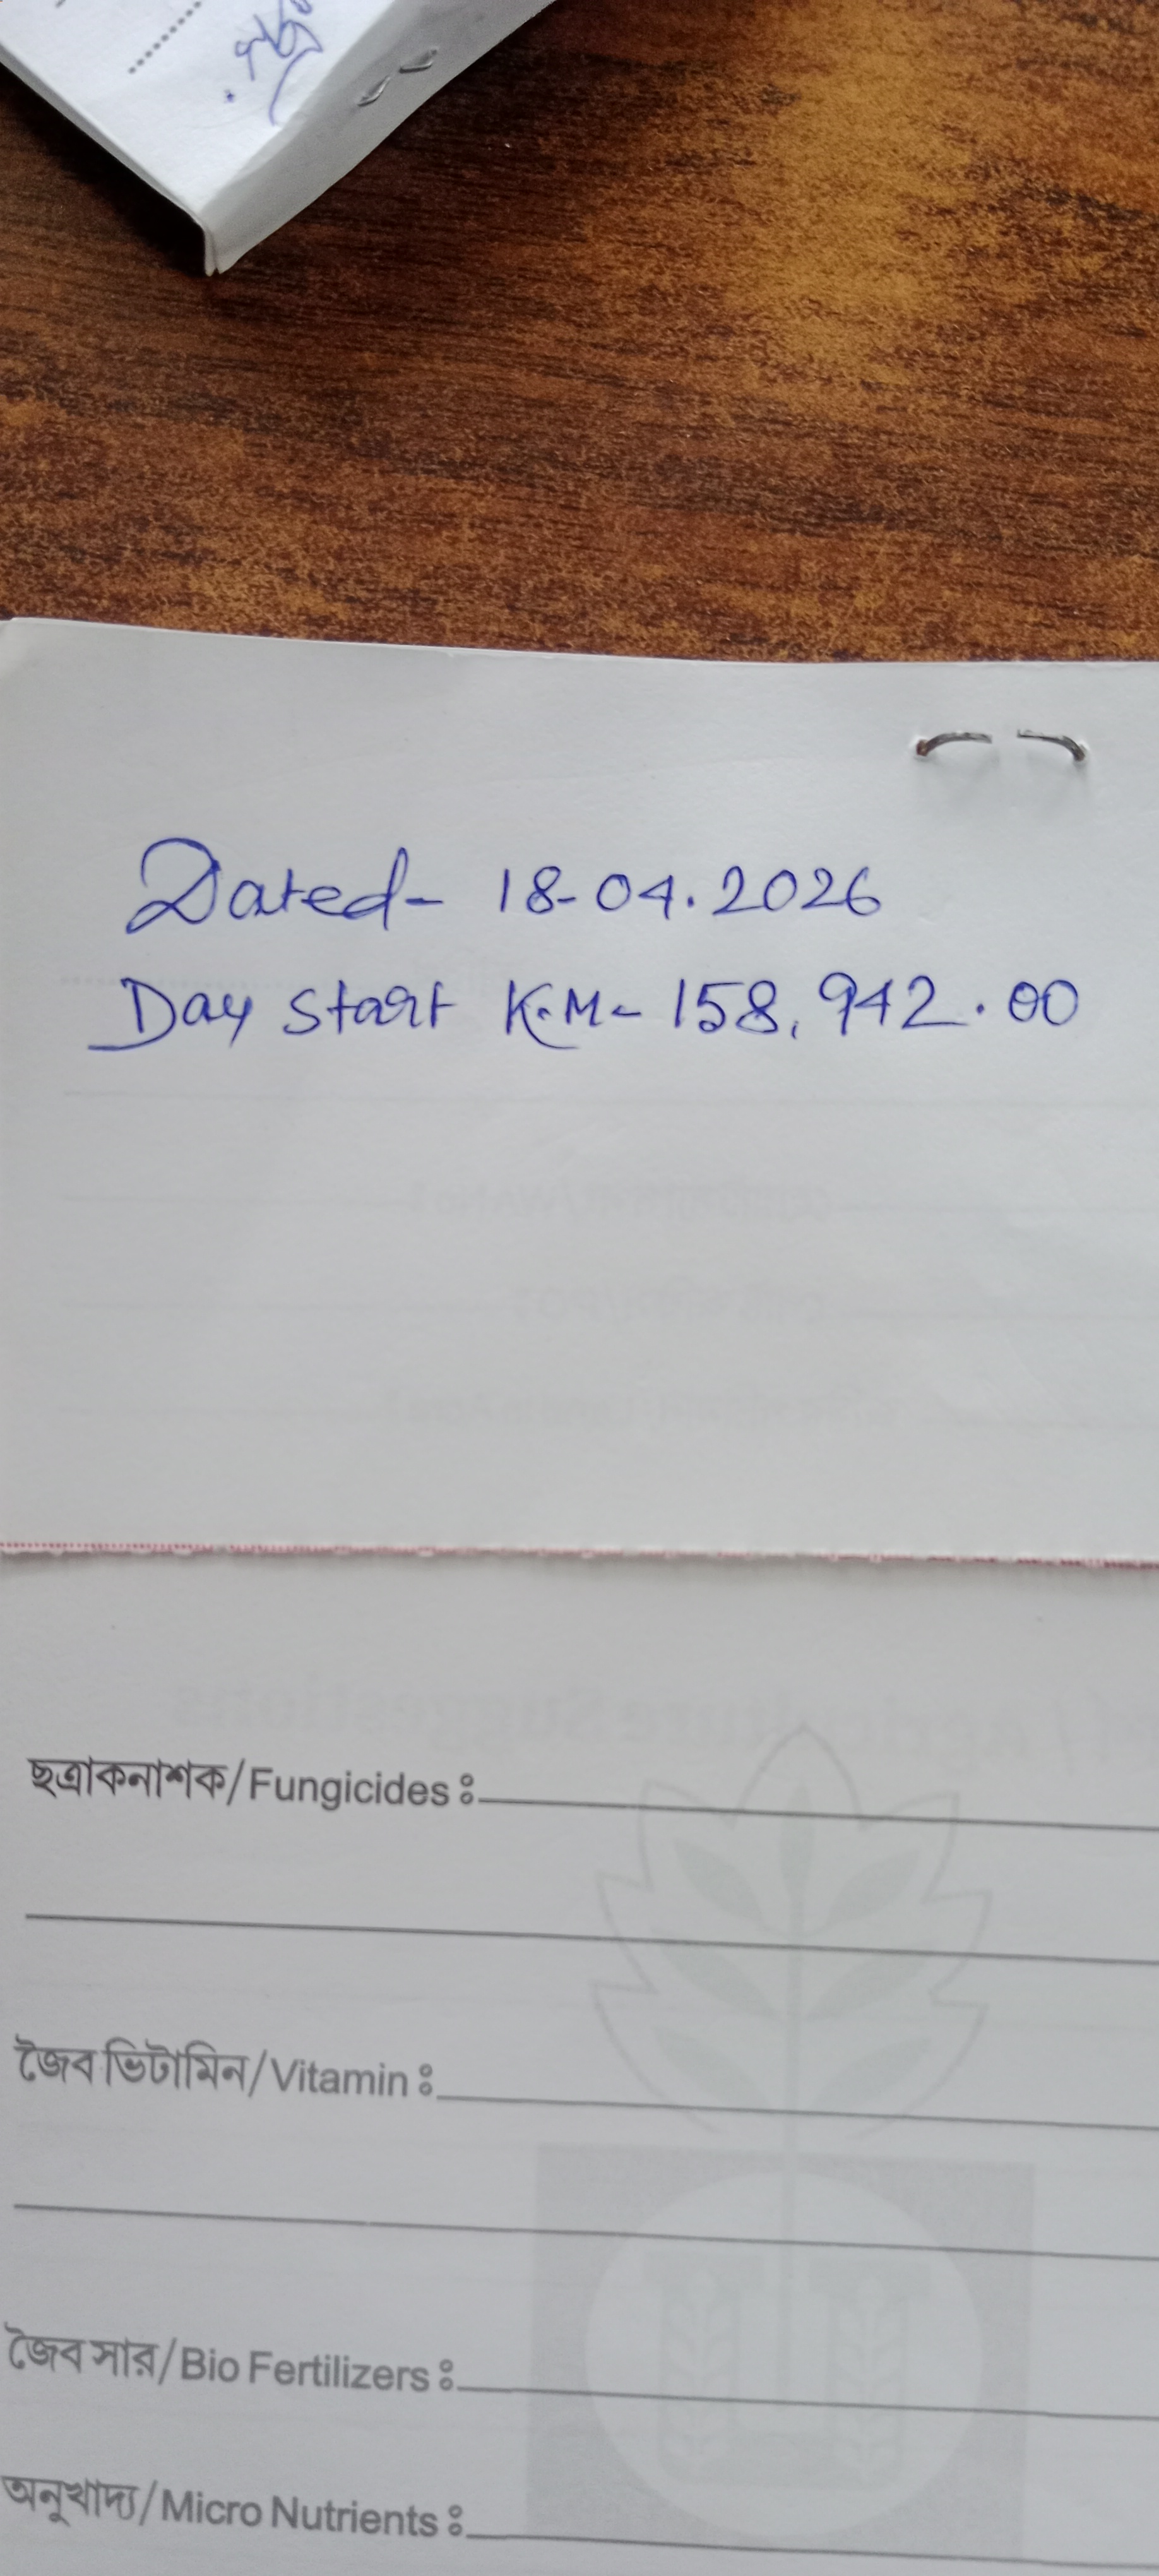 Dated- 18-04.2026
Day Start K.M- 158,942.00
ছত্রাকনাশক/Fungicides ঃ
জৈব ভিটামিন/Vitamin ঃ
জৈব সার/Bio Fertilizers ঃ
অনুখাদ্য/Micro Nutrients ঃ